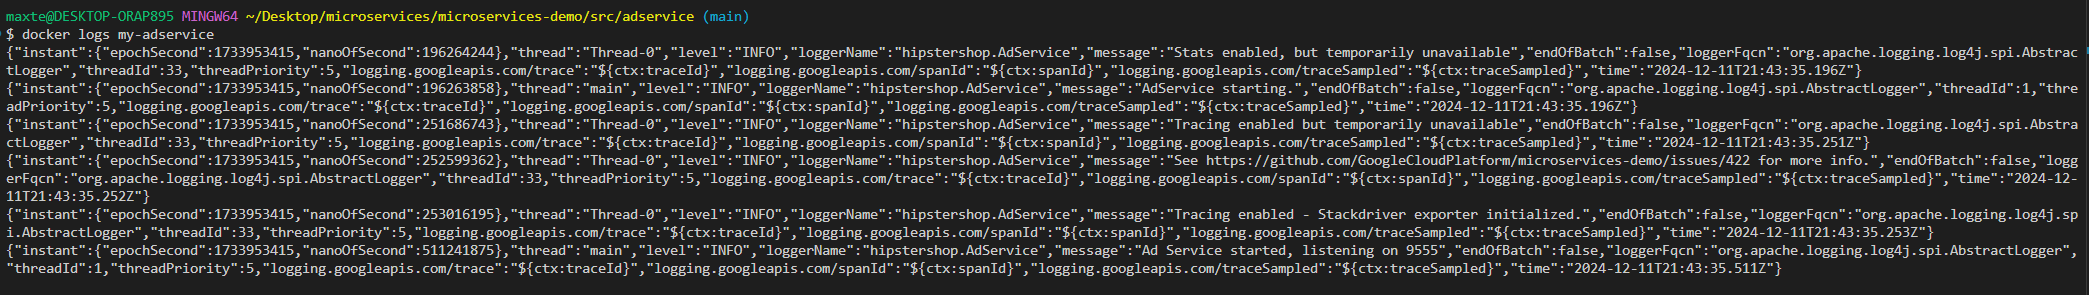 maxte@DESKTOP-ORAP895 MINGW64 ~/Desktop/microservices/microservices-demo/src/adservice (main)
$ docker logs my-adservice
{"instant":{"epochSecond":1733953415,"nanoOfSecond":196264244},"thread":"Thread-0","level":"INFO","loggerName":"hipstershop.AdService","message":"Stats enabled, but temporarily unavailable","endOfBatch":false,"loggerFqcn":"org.apache.logging.log4j.spi.Abstrac
tLogger","threadId":33,"threadPriority":5,"logging.googleapis.com/trace":"${ctx:traceId}","logging.googleapis.com/spanId":"${ctx:spanId}","logging.googleapis.com/traceSampled":"${ctx:traceSampled}","time":"2024-12-11T21:43:35.196Z"}
{"instant":{"epochSecond":1733953415,"nanoOfSecond":196263858},"thread":"main","level":"INFO","loggerName":"hipstershop.AdService","message":"AdService starting.","endOfBatch":false,"loggerFqcn":"org.apache.logging.log4j.spi.AbstractLogger","threadId":1,"thre
adPriority":5,"logging.googleapis.com/trace":"${ctx:traceId}","logging.googleapis.com/spanId":"${ctx:spanId}","logging.googleapis.com/traceSampled":"${ctx:traceSampled}","time":"2024-12-11T21:43:35.196Z"}
{"instant":{"epochSecond":1733953415,"nanoOfSecond":251686743},"thread":"Thread-0","level":"INFO","loggerName":"hipstershop.AdService","message":"Tracing enabled but temporarily unavailable","endOfBatch":false,"loggerFqcn":"org.apache.logging.log4j.spi.Abstra
ctLogger","threadId":33,"threadPriority":5,"logging.googleapis.com/trace":"${ctx:traceId}","logging.googleapis.com/spanId":"${ctx:spanId}","logging.googleapis.com/traceSampled":"${ctx:traceSampled}","time":"2024-12-11T21:43:35.251Z"}
{"instant":{"epochSecond":1733953415,"nanoOfSecond":252599362},"thread":"Thread-0","level":"INFO","loggerName":"hipstershop.AdService","message":"See https://github.com/GoogleCloudPlatform/microservices-demo/issues/422 for more info.","endOfBatch":false,"logg
erFqcn":"org.apache.logging.log4j.spi.AbstractLogger","threadId":33,"threadPriority":5,"logging.googleapis.com/trace":"${ctx:traceId}","logging.googleapis.com/spanId":"${ctx:spanId}","logging.googleapis.com/traceSampled":"${ctx:traceSampled}","time":"2024-12-
11T21:43:35.252Z"}
{"instant":{"epochSecond":1733953415,"nanoOfSecond":253016195},"thread":"Thread-0","level":"INFO","loggerName":"hipstershop.AdService","message":"Tracing enabled - Stackdriver exporter initialized.","endOfBatch":false,"loggerFqcn":"org.apache.logging.log4j.sp
i.AbstractLogger","threadId":33,"threadPriority":5,"logging.googleapis.com/trace":"${ctx:traceId}","logging.googleapis.com/spanId":"${ctx:spanId}","logging.googleapis.com/traceSampled":"${ctx:traceSampled}","time":"2024-12-11T21:43:35.253Z"}
{"instant":{"epochSecond":1733953415,"nanoOfSecond":511241875},"thread":"main","level":"INFO","loggerName":"hipstershop.AdService","message":"Ad Service started, listening on 9555","endOfBatch":false,"loggerFqcn":"org.apache.logging.log4j.spi.AbstractLogger",
"threadId":1,"threadPriority":5,"logging.googleapis.com/trace":"${ctx:traceId}","logging.googleapis.com/spanId":"${ctx:spanId}","logging.googleapis.com/traceSampled":"${ctx:traceSampled}","time":"2024-12-11T21:43:35.511Z"}